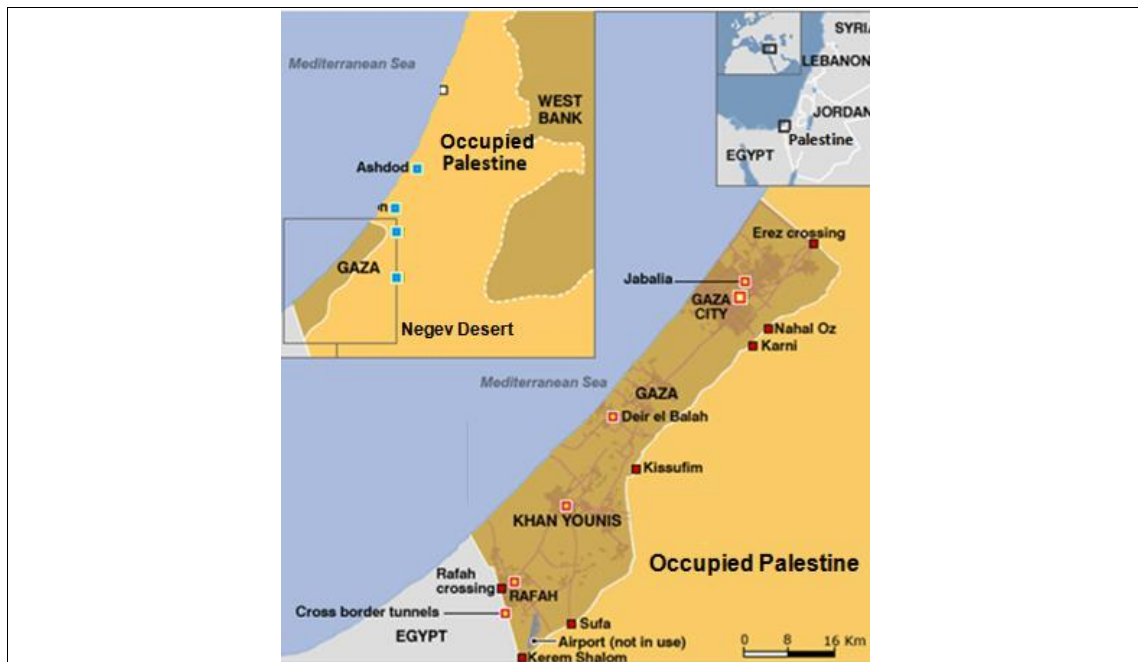 Mediterranean Sea
WEST
BANK
Occupied
Palestine
Ashdod
n
GAZA
Negev Desert
SYRIA
LEBANON
JORDAN
Palestine
EGYPT
Erez crossing
Jabalia
GAZA
CITY
Nahal Oz
Karni
Mediterranean Sea
GAZA
Deir el Balah
Kissufim
KHAN YOUNIS
Occupied Palestine
Rafah
crossing
RAFAH
Cross border tunnels
Sufa
EGYPT
Airport (not in use)
Kerem Shalom
0 8 16 Km